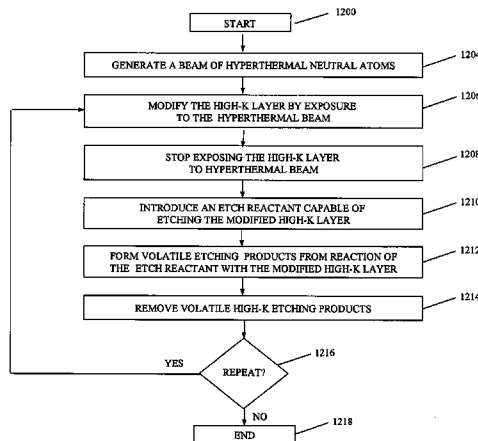 START
1200
GENERATE A BEAM OF HYPERTHERMAL NEUTRAL ATOMS
1204
MODIFY THE HIGH-K LAYER BY EXPOSURE
TO THE HYPERTHERMAL BEAM
1206
STOP EXPOSING THE HIGH-K LAYER
TO HYPERTHERMAL BEAM
1208
INTRODUCE AN ETCH REACTANT CAPABLE OF
ETCHING THE MODIFIED HIGH-K LAYER
1210
FORM VOLATILE ETCHING PRODUCTS FROM REACTION OF
THE ETCH REACTANT WITH THE MODIFIED HIGH-K LAYER
1212
REMOVE VOLATILE HIGH-K ETCHING PRODUCTS
1214
REPEAT?
1216
YES
NO
END
1218